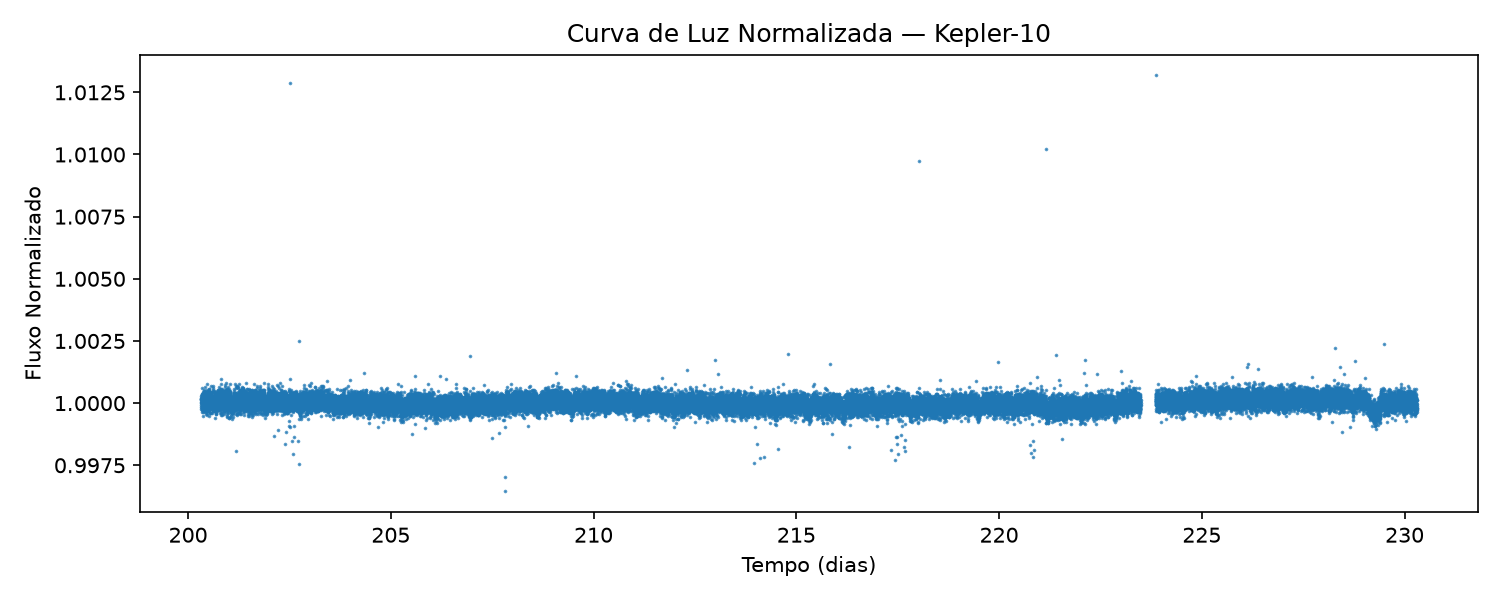 Curva de Luz Normalizada — Kepler-10
Fluxo Normalizado
1.0125
1.0100
1.0075
1.0050
1.0025
1.0000
0.9975
200 205 210 215 220 225 230
Tempo (dias)